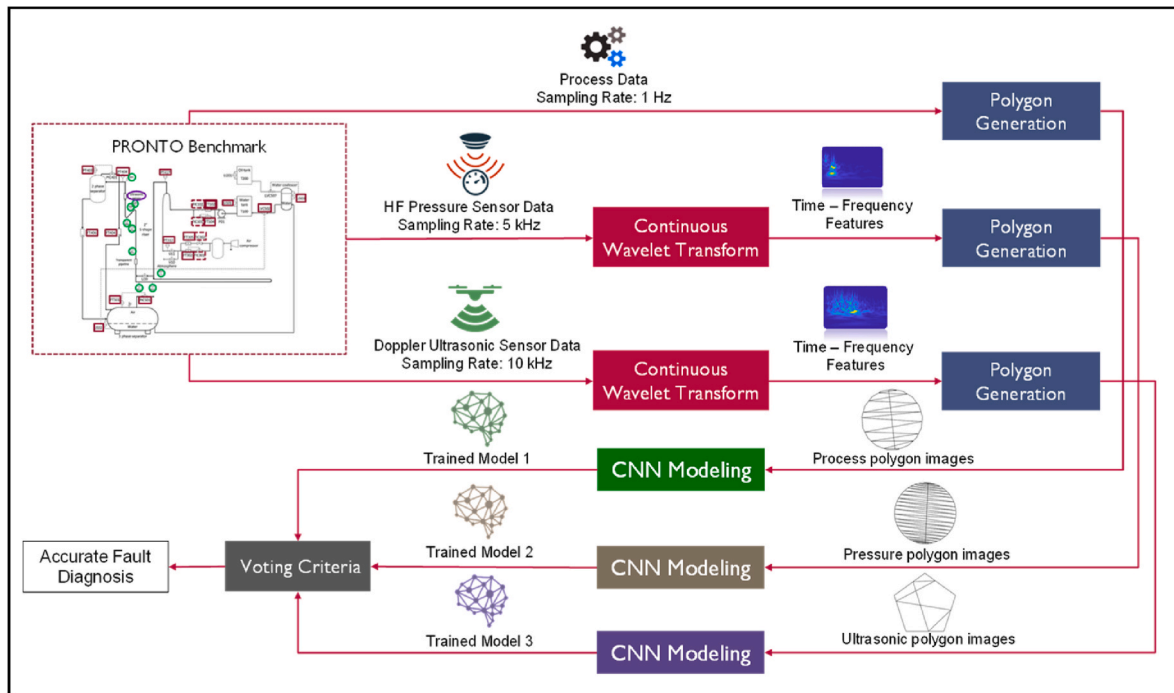 Process Data
Sampling Rate: 1 Hz
Polygon
Generation
PRONTO Benchmark
HF Pressure Sensor Data
Sampling Rate: 5 kHz
Continuous
Wavelet Transform
Time – Frequency
Features
Polygon
Generation
Doppler Ultrasonic Sensor Data
Sampling Rate: 10 kHz
Continuous
Wavelet Transform
Time – Frequency
Features
Polygon
Generation
Trained Model 1
CNN Modeling
Process polygon images
Trained Model 2
CNN Modeling
Pressure polygon images
Accurate Fault
Diagnosis
Voting Criteria
Trained Model 3
CNN Modeling
Ultrasonic polygon images